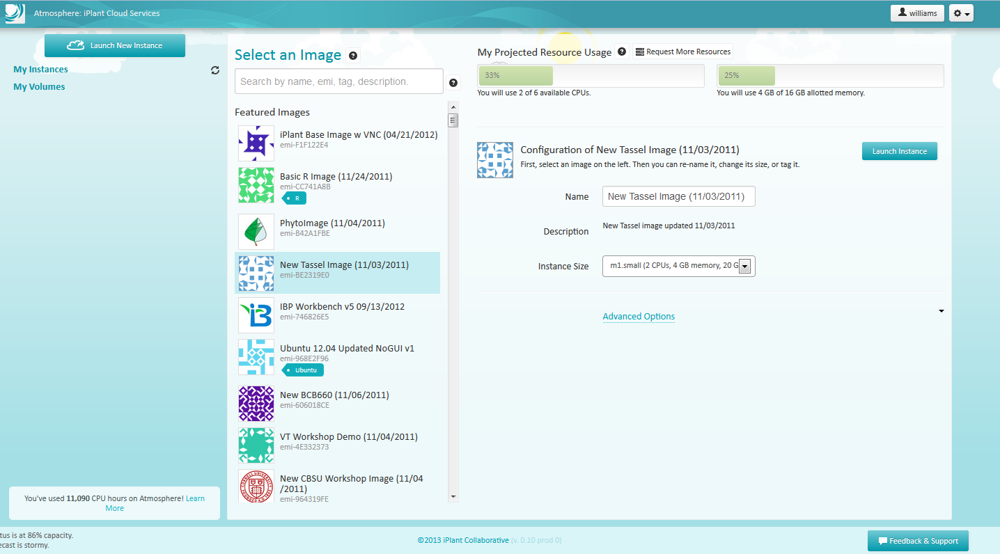 Atmosphere: iPlant Cloud Services
williams
Launch New Instance
My Instances
My Volumes
Select an Image
Search by name, emi, tag, description.
Featured Images
iPlant Base Image w VNC (04/21/2012)
emi-F1F122E4
Basic R Image (11/24/2011)
emi-CC741A8B
R
PhytoImage (11/04/2011)
emi-B42A1FBE
New Tassel Image (11/03/2011)
emi-BE2319E0
IBP Workbench v5 09/13/2012
emi-746826E5
Ubuntu 12.04 Updated NoGUI v1
emi-968E2F96
Ubuntu
New BCB660 (11/06/2011)
emi-606018CE
VT Workshop Demo (11/04/2011)
emi-4E332373
New CBSU Workshop Image (11/04
/2011)
emi-964319FE
My Projected Resource Usage
Request More Resources
33%
You will use 2 of 6 available CPUs.
25%
You will use 4 GB of 16 GB allotted memory.
Configuration of New Tassel Image (11/03/2011)
First, select an image on the left. Then you can re-name it, change its size, or tag it.
Launch Instance
Name
New Tassel Image (11/03/2011)
Description
New Tassel image updated 11/03/2011
Instance Size
m1.small (2 CPUs, 4 GB memory, 20 G
Advanced Options
You've used 11,090 CPU hours on Atmosphere! Learn
More
tus is at 86% capacity.
ecast is stormy.
©2013 iPlant Collaborative (v. 0.10 prod 0)
Feedback & Support